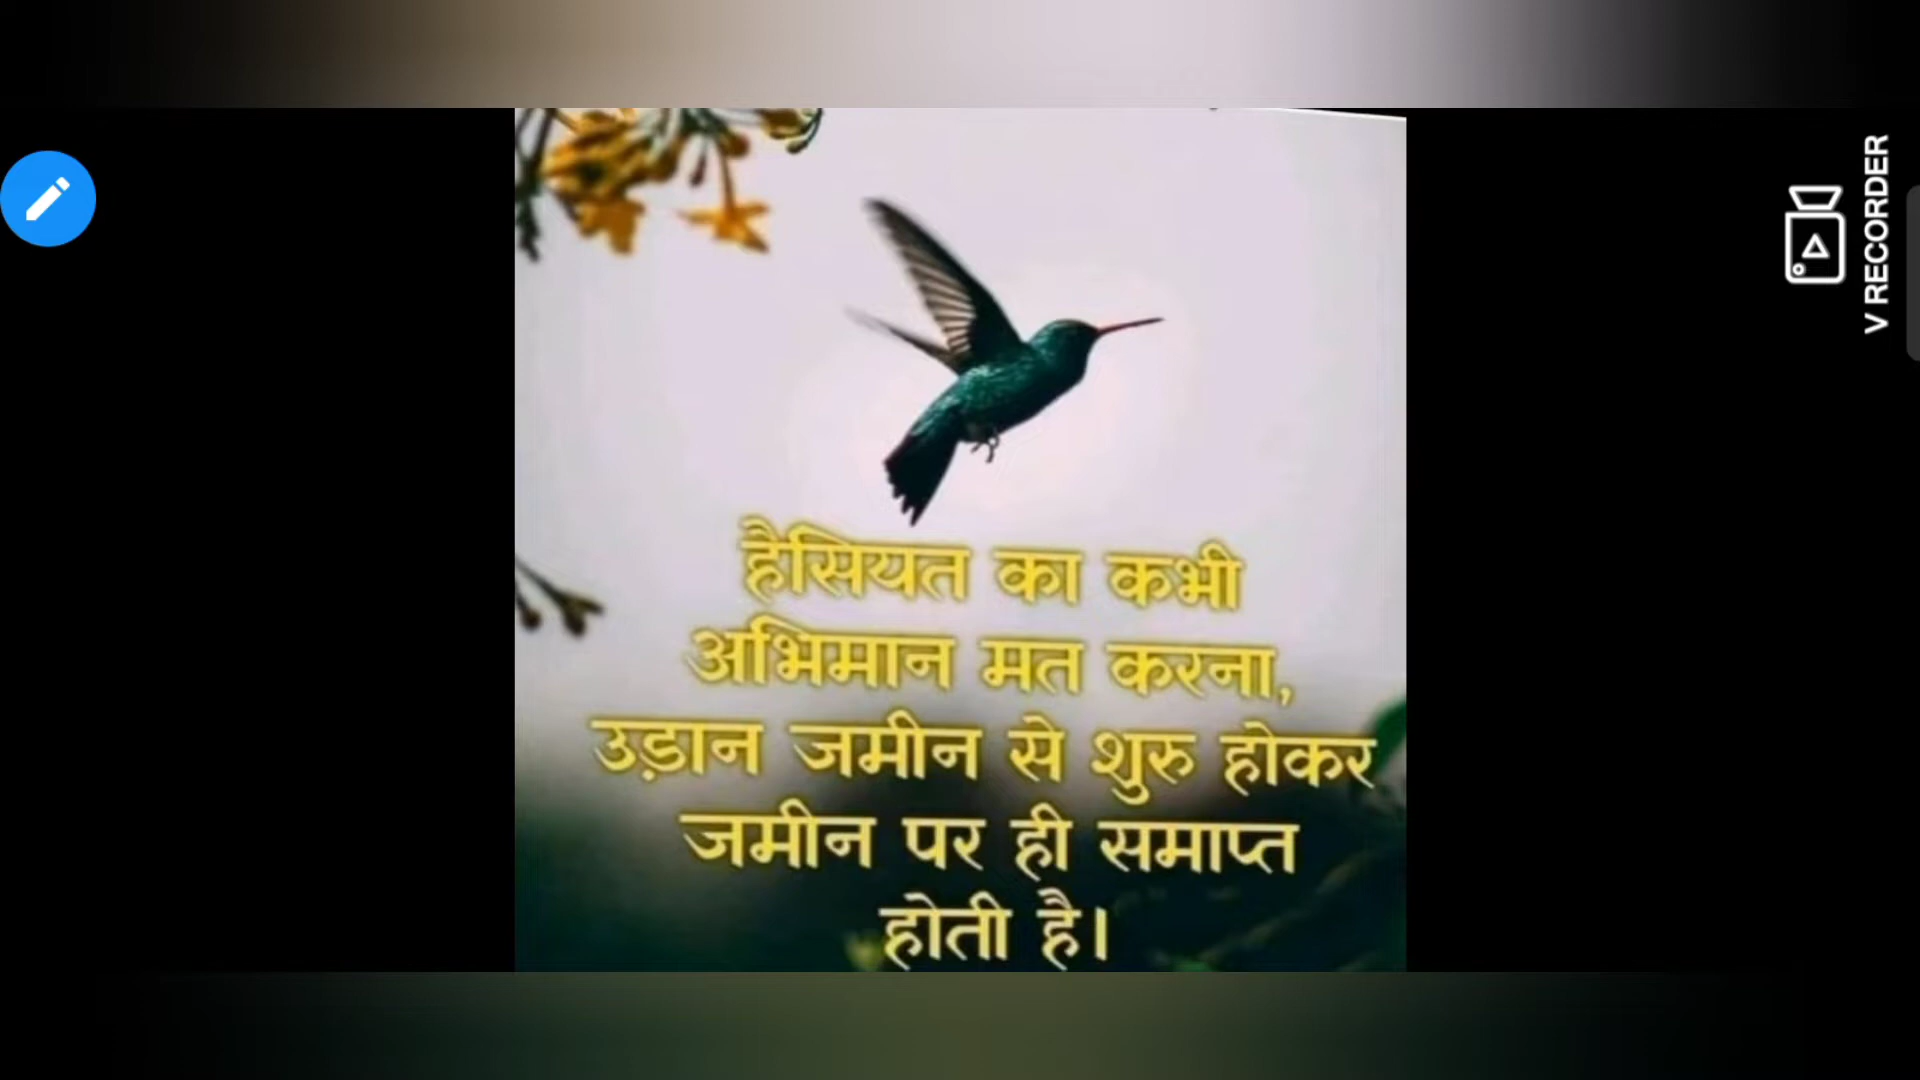 हैसियत का कभी
अभिमान मत करना,
उड़ान जमीन से शुरु होकर
जमीन पर ही समाप्त
होती है।
V RECORDER